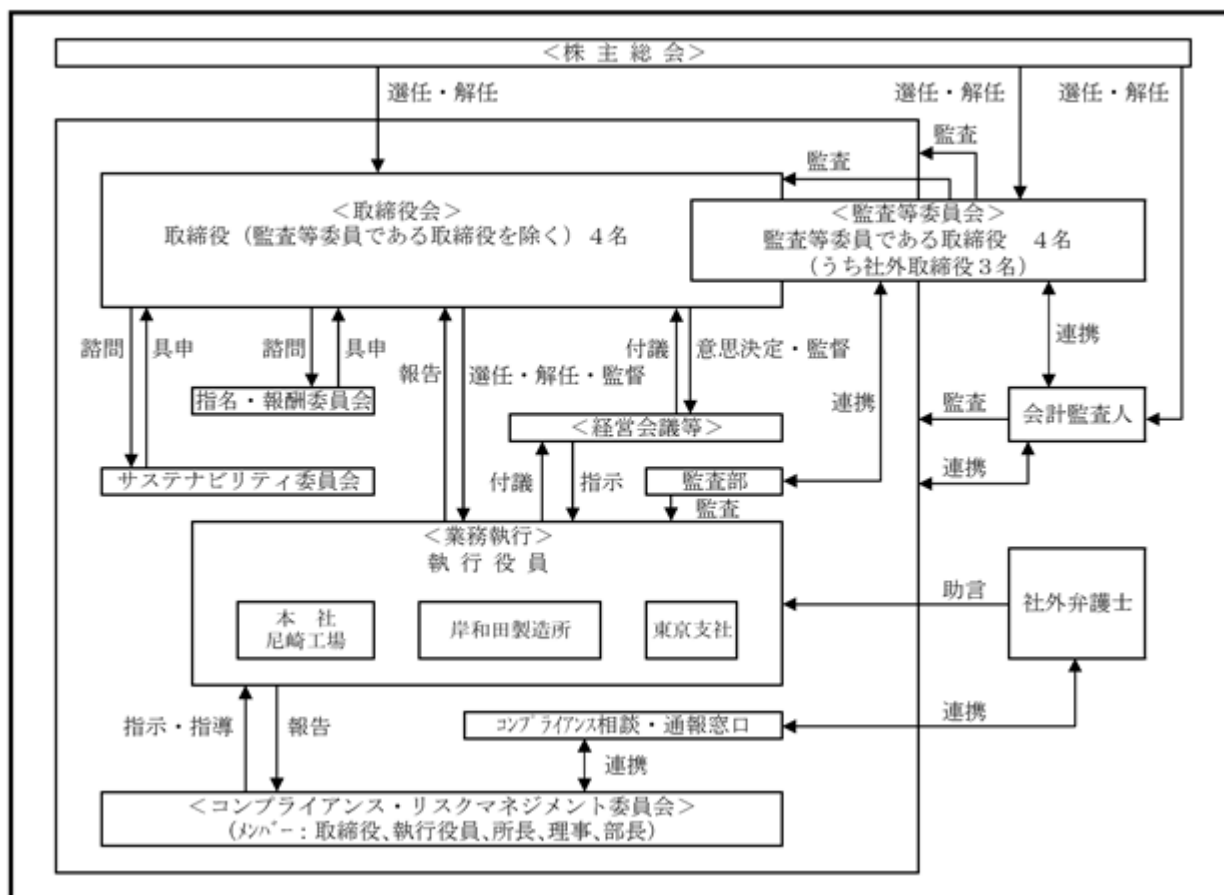 ＜株 主 総 会＞
選任・解任
選任・解任
選任・解任
監査
監査
＜取締役会＞
取締役（監査等委員である取締役を除く）４名
＜監査等委員会＞
監査等委員である取締役　４名
（うち社外取締役３名）
諮問
具申
諮問
具申
報告
選任・解任・監督
付議
意思決定・監督
連携
連携
指名・報酬委員会
＜経営会議等＞
監査
会計監査人
サステナビリティ委員会
付議
指示
監査部
連携
監査
＜業務執行＞
執 行 役 員
本　社
尼崎工場
岸和田製造所
東京支社
助言
社外弁護士
指示・指導
報告
ｺﾝﾌﾟﾗｲｱﾝｽ相談・通報窓口
連携
連携
＜コンプライアンス・リスクマネジメント委員会＞
（ﾒﾝﾊﾞｰ：取締役、執行役員、所長、理事、部長）